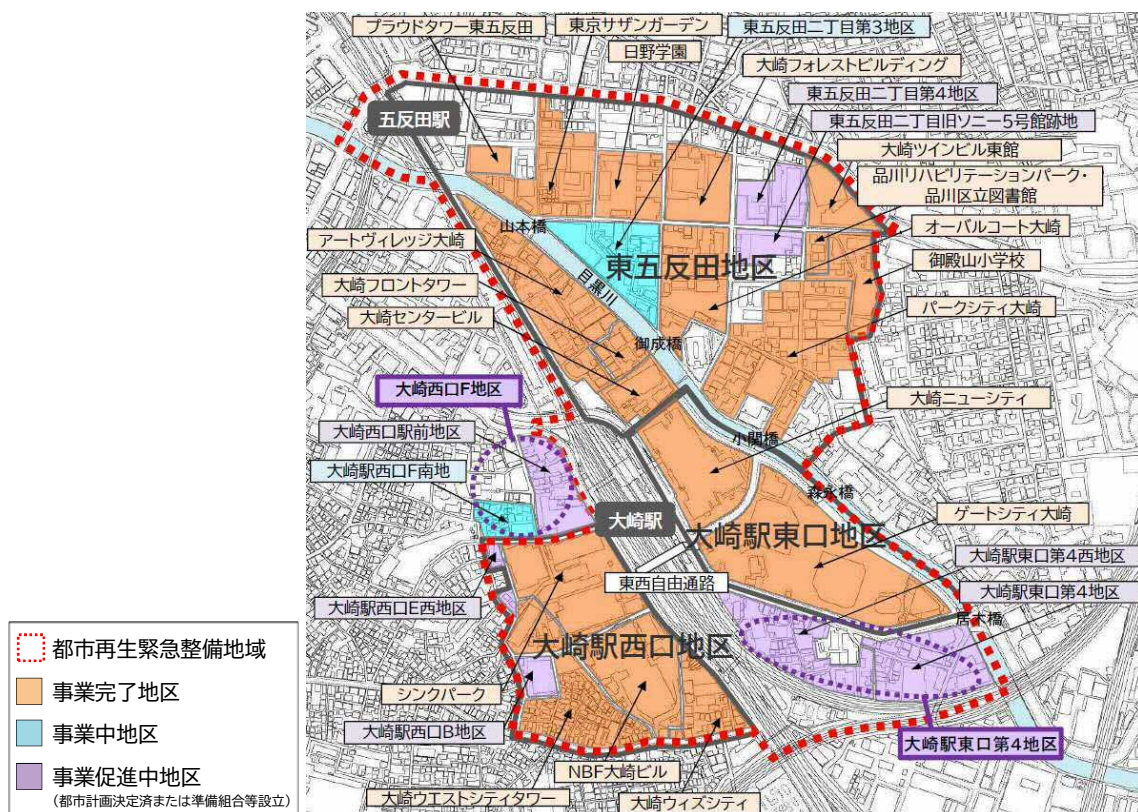 プラウドタワー東五反田
東京サザンガーデン
東五反田二丁目第3地区
日野学園
大崎フォレストビルディング
東五反田二丁目第4地区
五反田駅
東五反田二丁目旧ソニー5号館跡地
大崎ツインビル東館
品川リハビリテーションパーク・
品川区立図書館
山本橋
オーバルコート大崎
アートヴィレッジ大崎
東五反田地区
御殿山小学校
大崎フロントタワー
目黒川
パークシティ大崎
大崎センタービル
御成橋
大崎西口F地区
大崎ニューシティ
大崎西口駅前地区
小関橋
大崎駅西口F南地
森永橋
大崎駅
ゲートシティ大崎
大崎駅東口地区
大崎駅東口第4西地区
東西自由通路
大崎駅東口第4地区
大崎駅西口E西地区
居木橋
大崎駅西口地区
シンクパーク
大崎駅西口B地区
大崎駅東口第4地区
NBF大崎ビル
大崎ウエストシティタワー
大崎ウィズシティ
都市再生緊急整備地域
事業完了地区
事業中地区
事業促進中地区
(都市計画決定済または準備組合等設立)